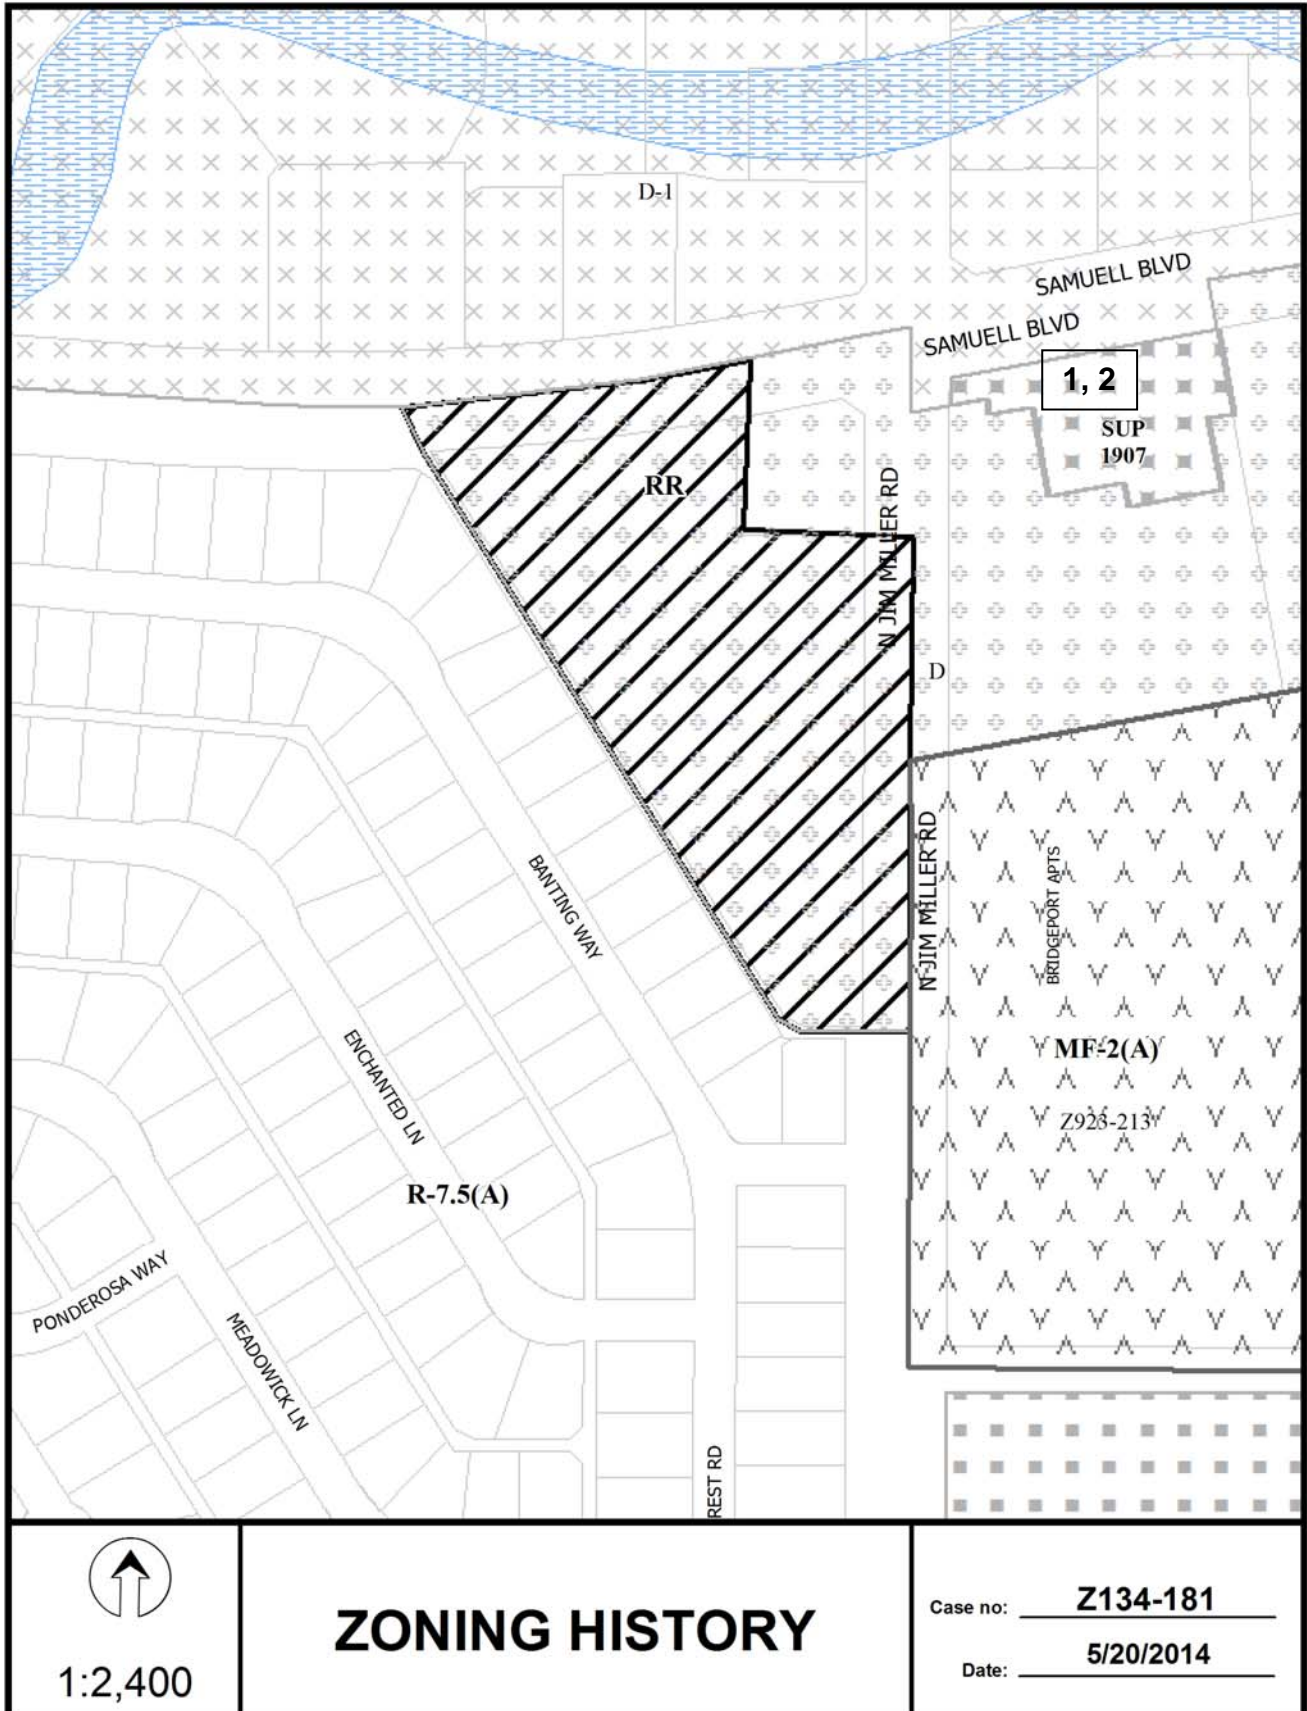 D-1
SAMUELL BLVD
SAMUELL BLVD
1, 2
SUP
1907
RR
N JIM MILLER RD
D
N JIM MILLER RD
BRIDGEPORT APTS
BANTING WAY
MF-2(A)
ENCHANTED LN
Z923-213
R-7.5(A)
PONDEROSA WAY
MEADOWICK LN
REST RD
1:2,400
ZONING HISTORY
Case no: Z134-181
Date: 5/20/2014